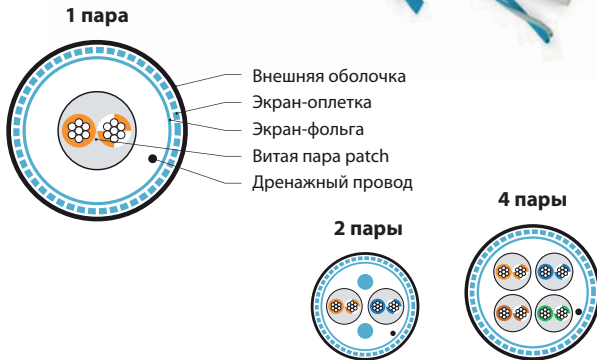 1 пара
Внешняя оболочка
Экран-оплетка
Экран-фольга
Витая пара patch
Дренажный провод
2 пары
4 пары